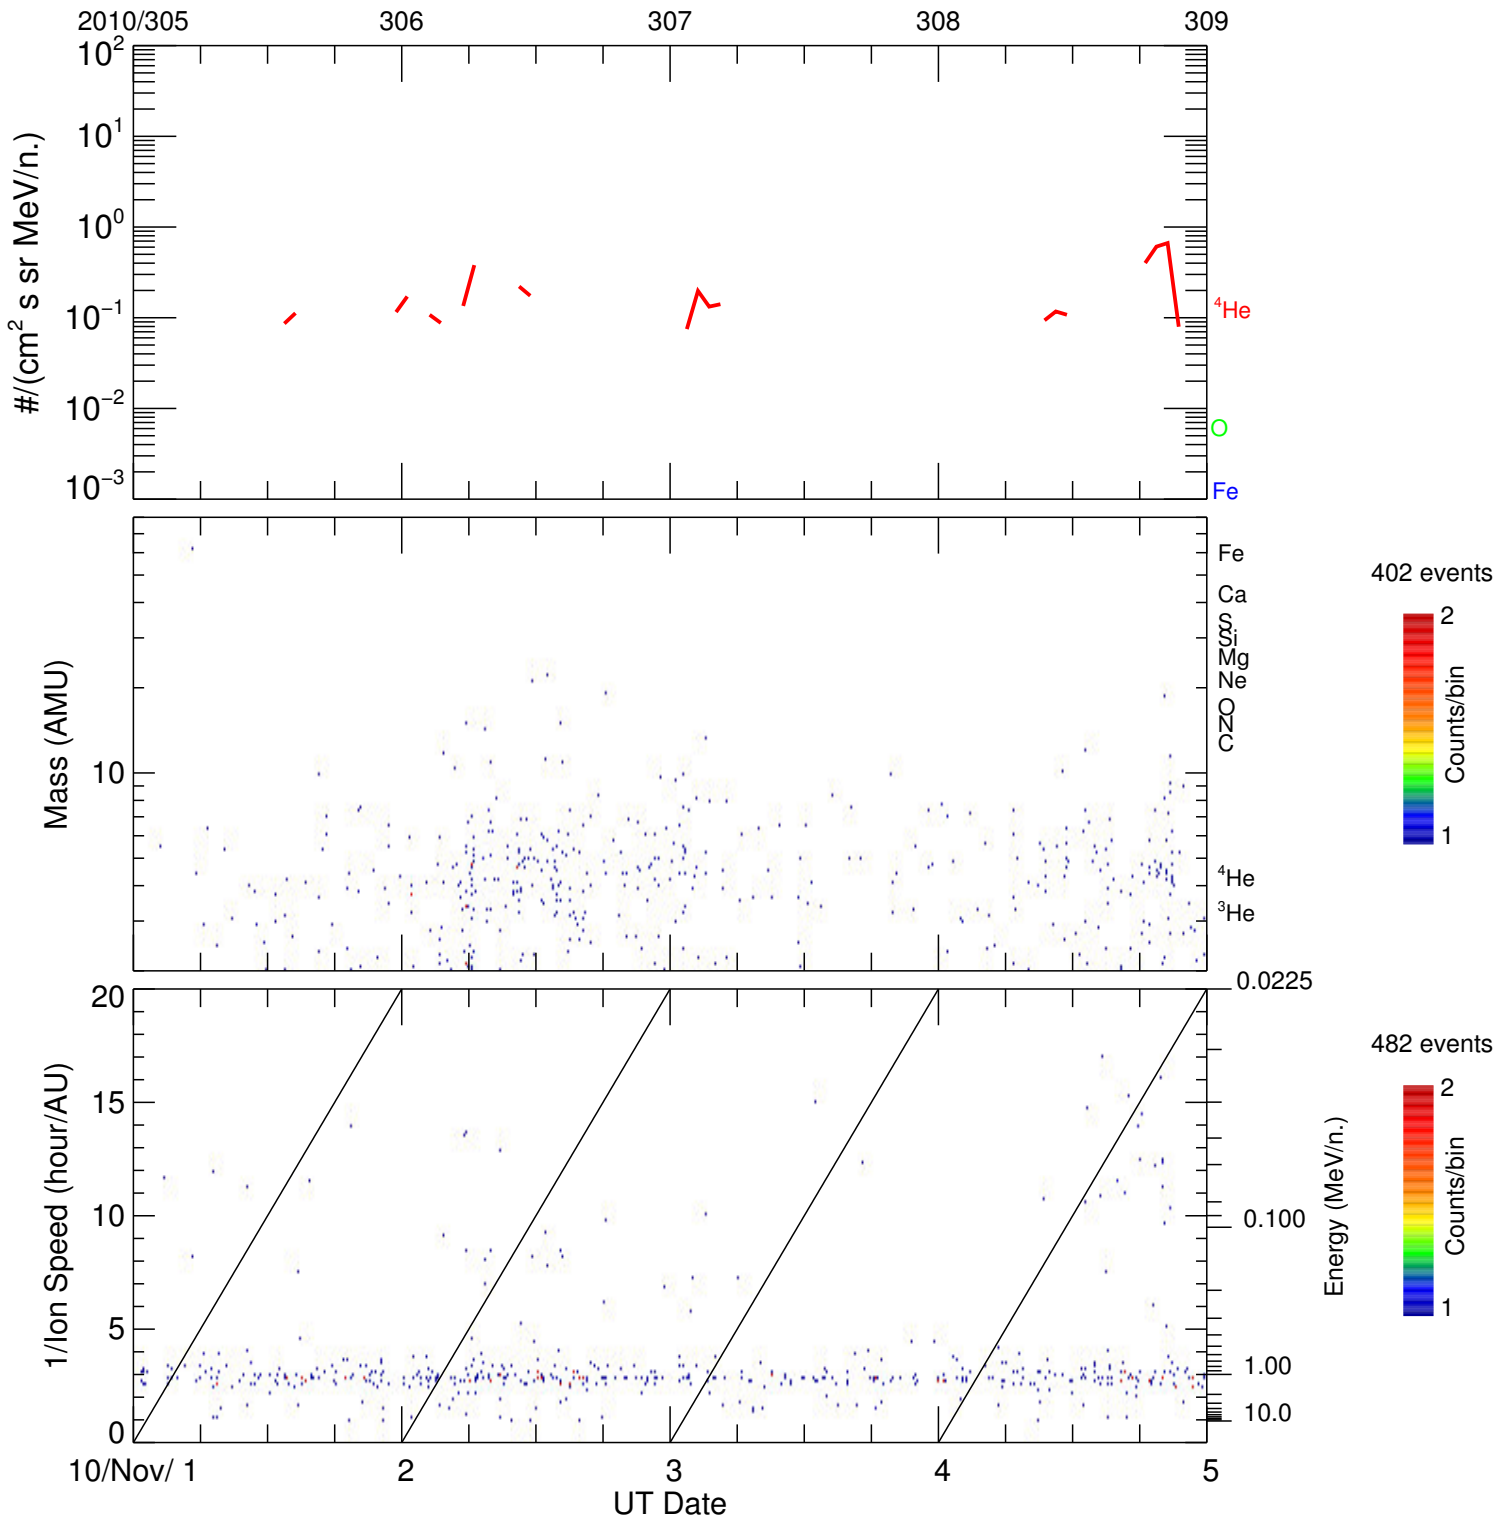 2010/305 306 307 308 309
#/(cm² s sr MeV/n.)
10²
10¹
10⁰
10⁻¹
10⁻²
10⁻³
⁴He
O
Fe
Mass (AMU)
10
Fe
Ca
S
Si
Mg
Ne
O
N
C
⁴He
³He
402 events
2
Counts/bin
1
1/Ion Speed (hour/AU)
20
15
10
5
0
0.0225
0.100
1.00
10.0
Energy (MeV/n.)
482 events
2
Counts/bin
1
10/Nov/ 1 2 3 4 5
UT Date